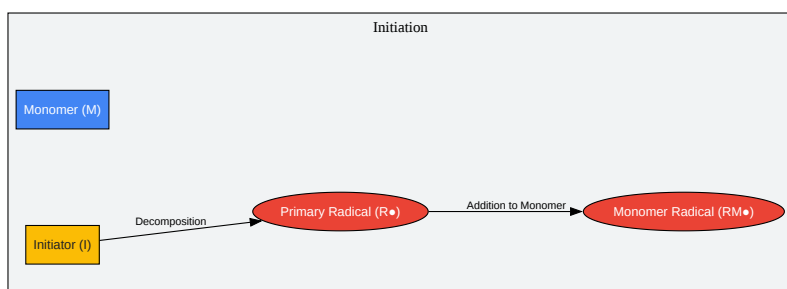 Initiation
Monomer (M)
Decomposition
Primary Radical (R●)
Addition to Monomer
Monomer Radical (RM●)
Initiator (I)